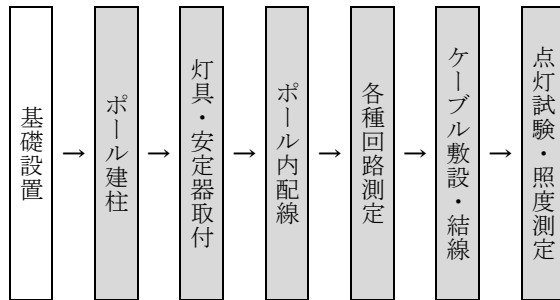 基礎設置
→
ポール建柱
→
灯具・安定器取付
→
ポール内配線
→
各種回路測定
→
ケーブル敷設・結線
→
点灯試験・照度測定